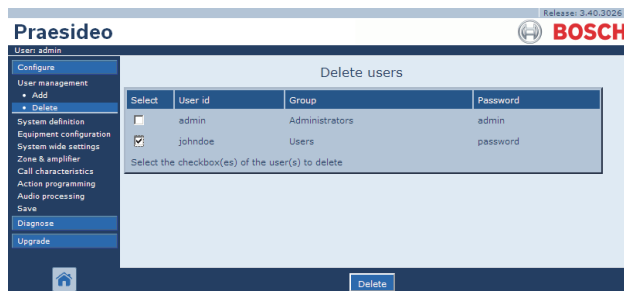 Release: 3.40.3026
Praesideo
BOSCH
User: admin
Configure
User management
• Add
• Delete
System definition
Equipment configuration
System wide settings
Zone & amplifier
Call characteristics
Action programming
Audio processing
Save
Diagnose
Upgrade
Delete users
Select User id Group Password
admin Administrators admin
johndoe Users password
Select the checkbox(es) of the user(s) to delete
Delete